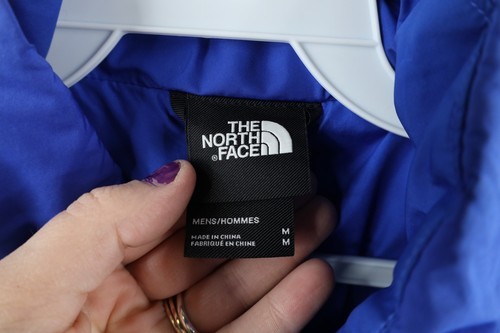 THE
NORTH
®FACE
MENS/HOMMES
MADE IN CHINA M
FABRIQUÉ EN CHINE M